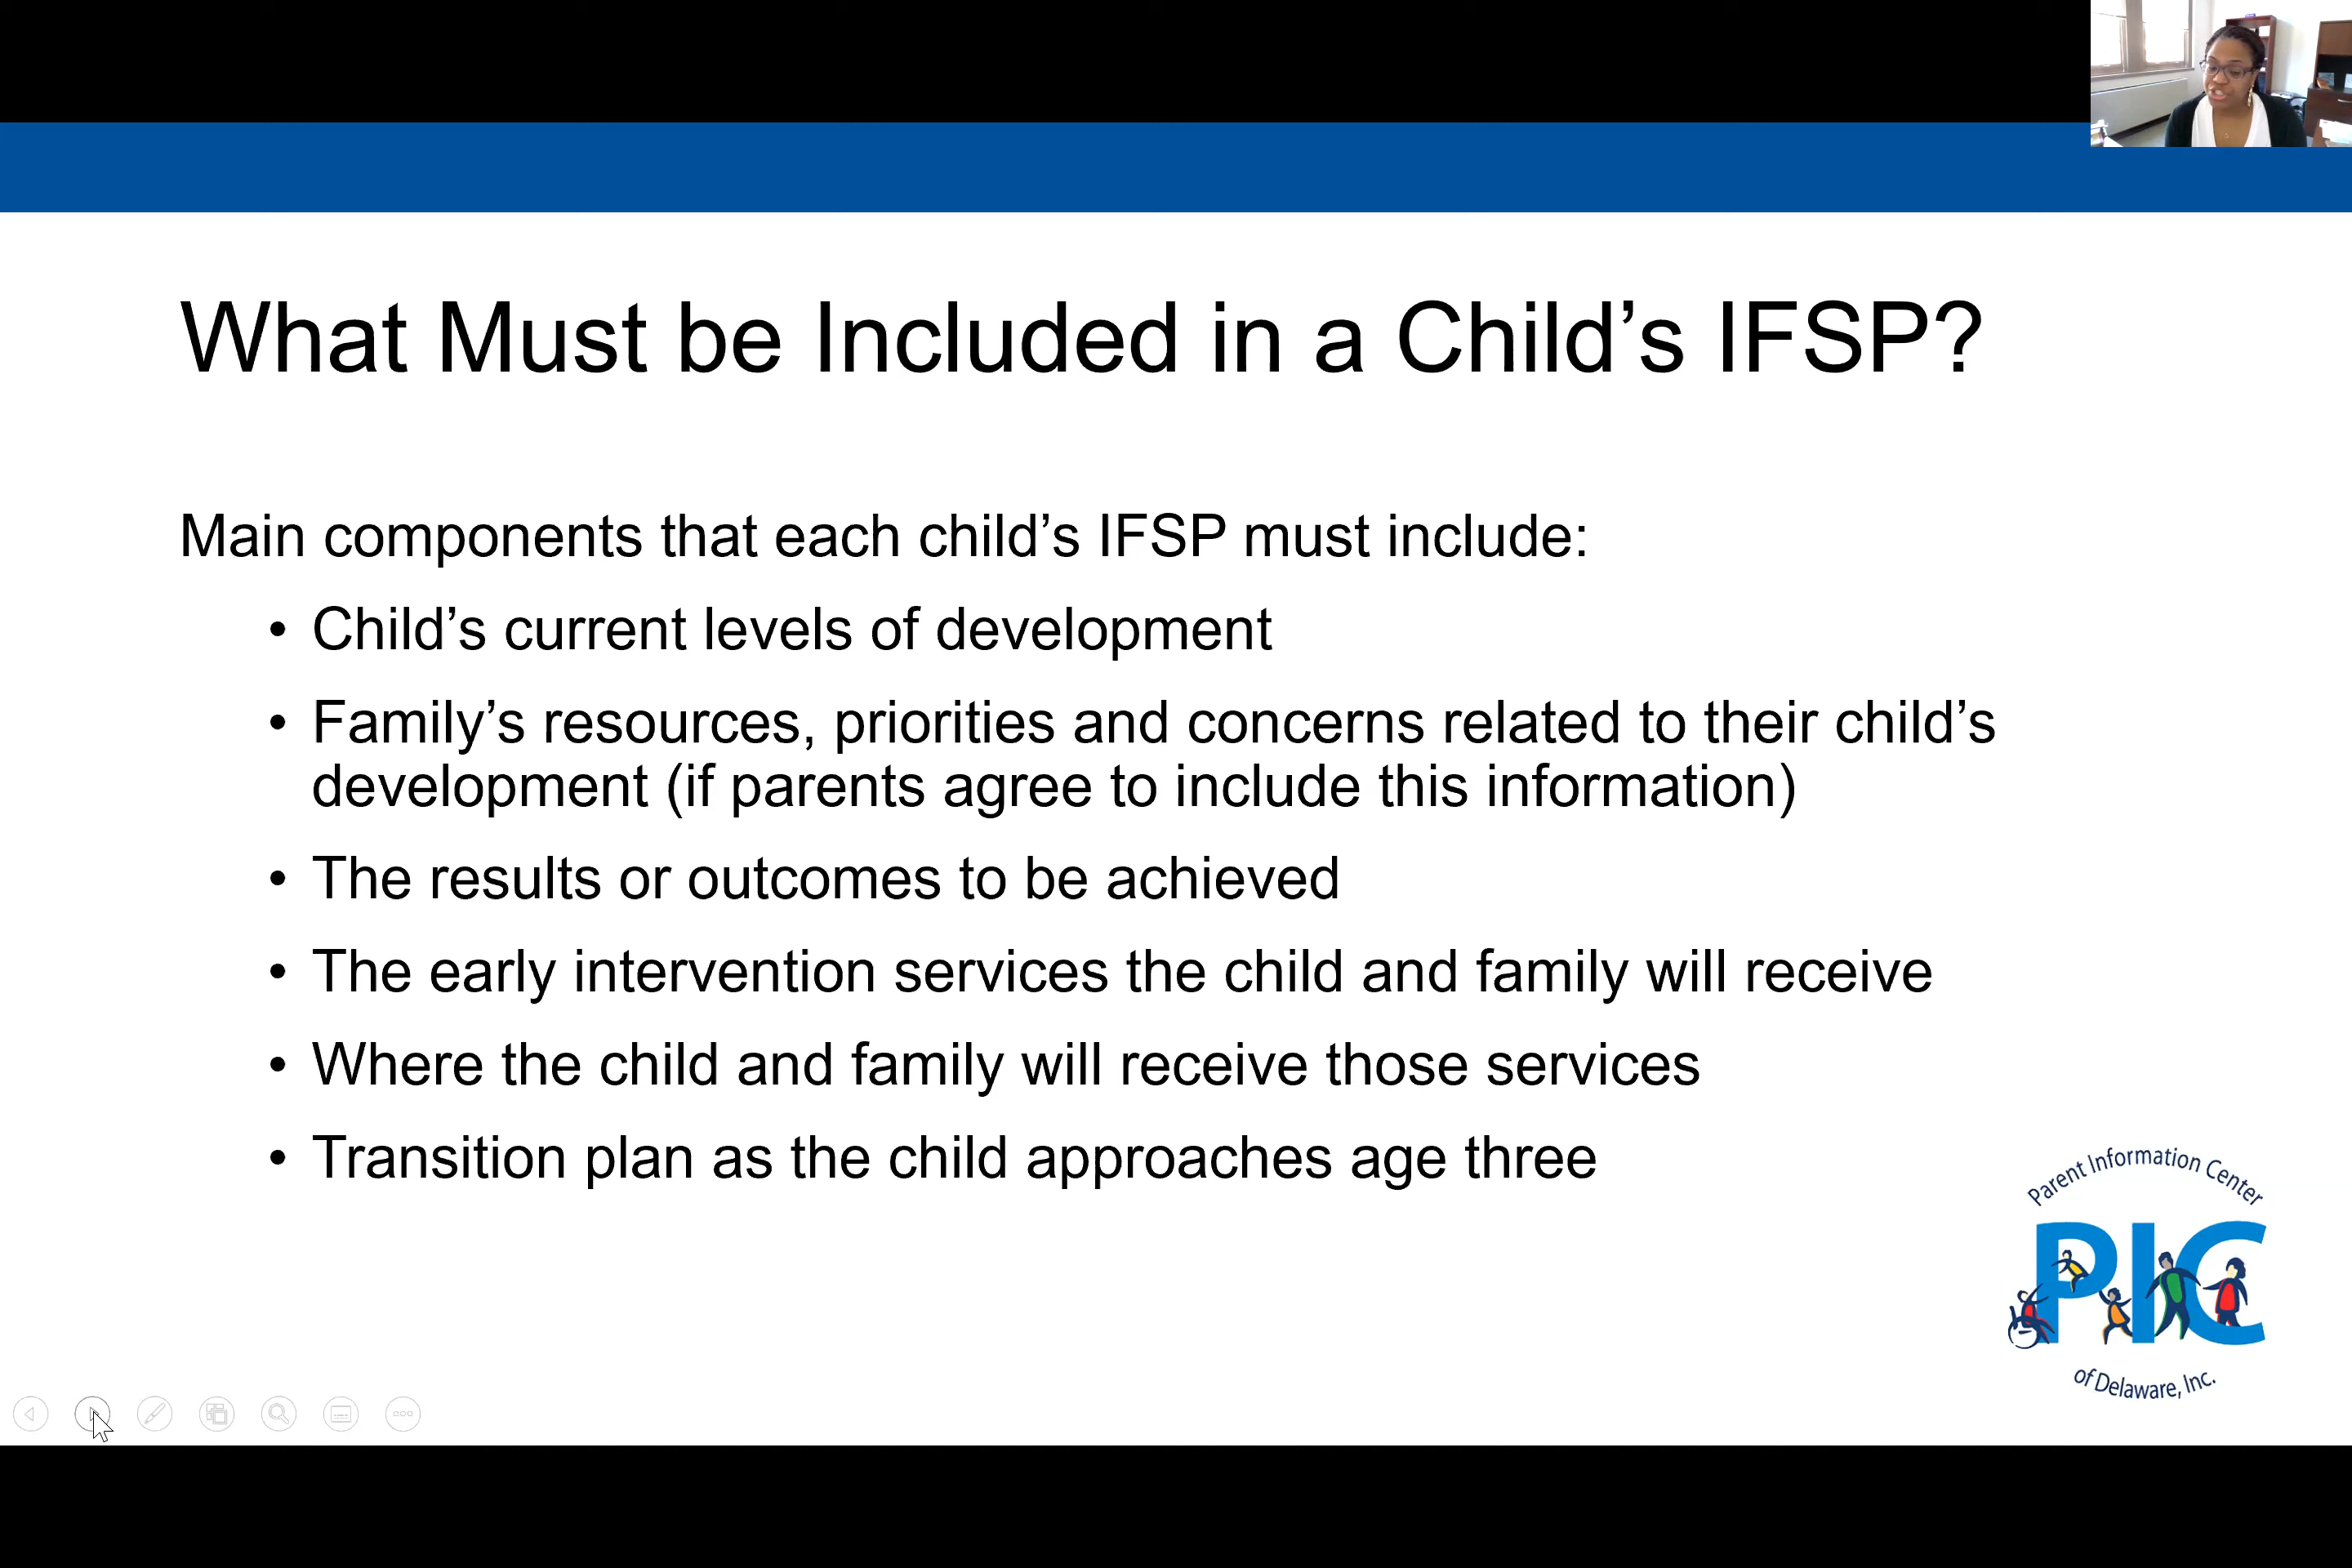 What Must be Included in a Child’s IFSP?
Main components that each child’s IFSP must include:
• Child’s current levels of development
• Family’s resources, priorities and concerns related to their child’s
development (if parents agree to include this information)
• The results or outcomes to be achieved
• The early intervention services the child and family will receive
• Where the child and family will receive those services
• Transition plan as the child approaches age three
Parent Information Center
PIC
of Delaware, Inc.